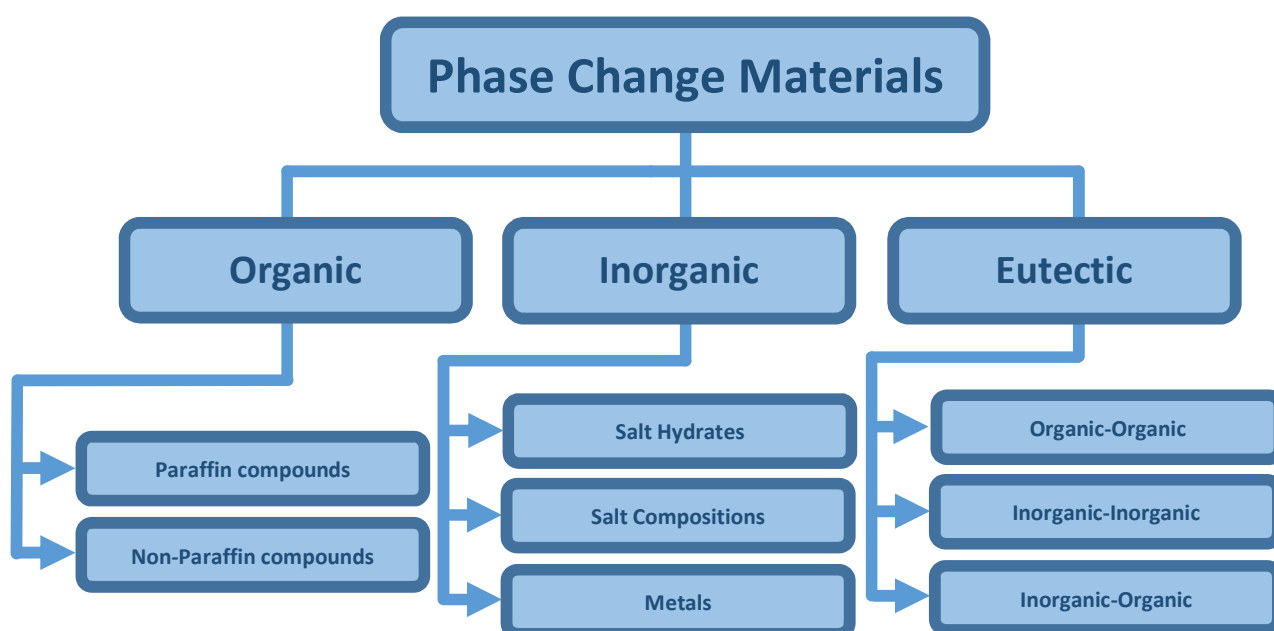 Phase Change Materials
Organic
Inorganic
Eutectic
Paraffin compounds
Non-Paraffin compounds
Salt Hydrates
Salt Compositions
Metals
Organic-Organic
Inorganic-Inorganic
Inorganic-Organic